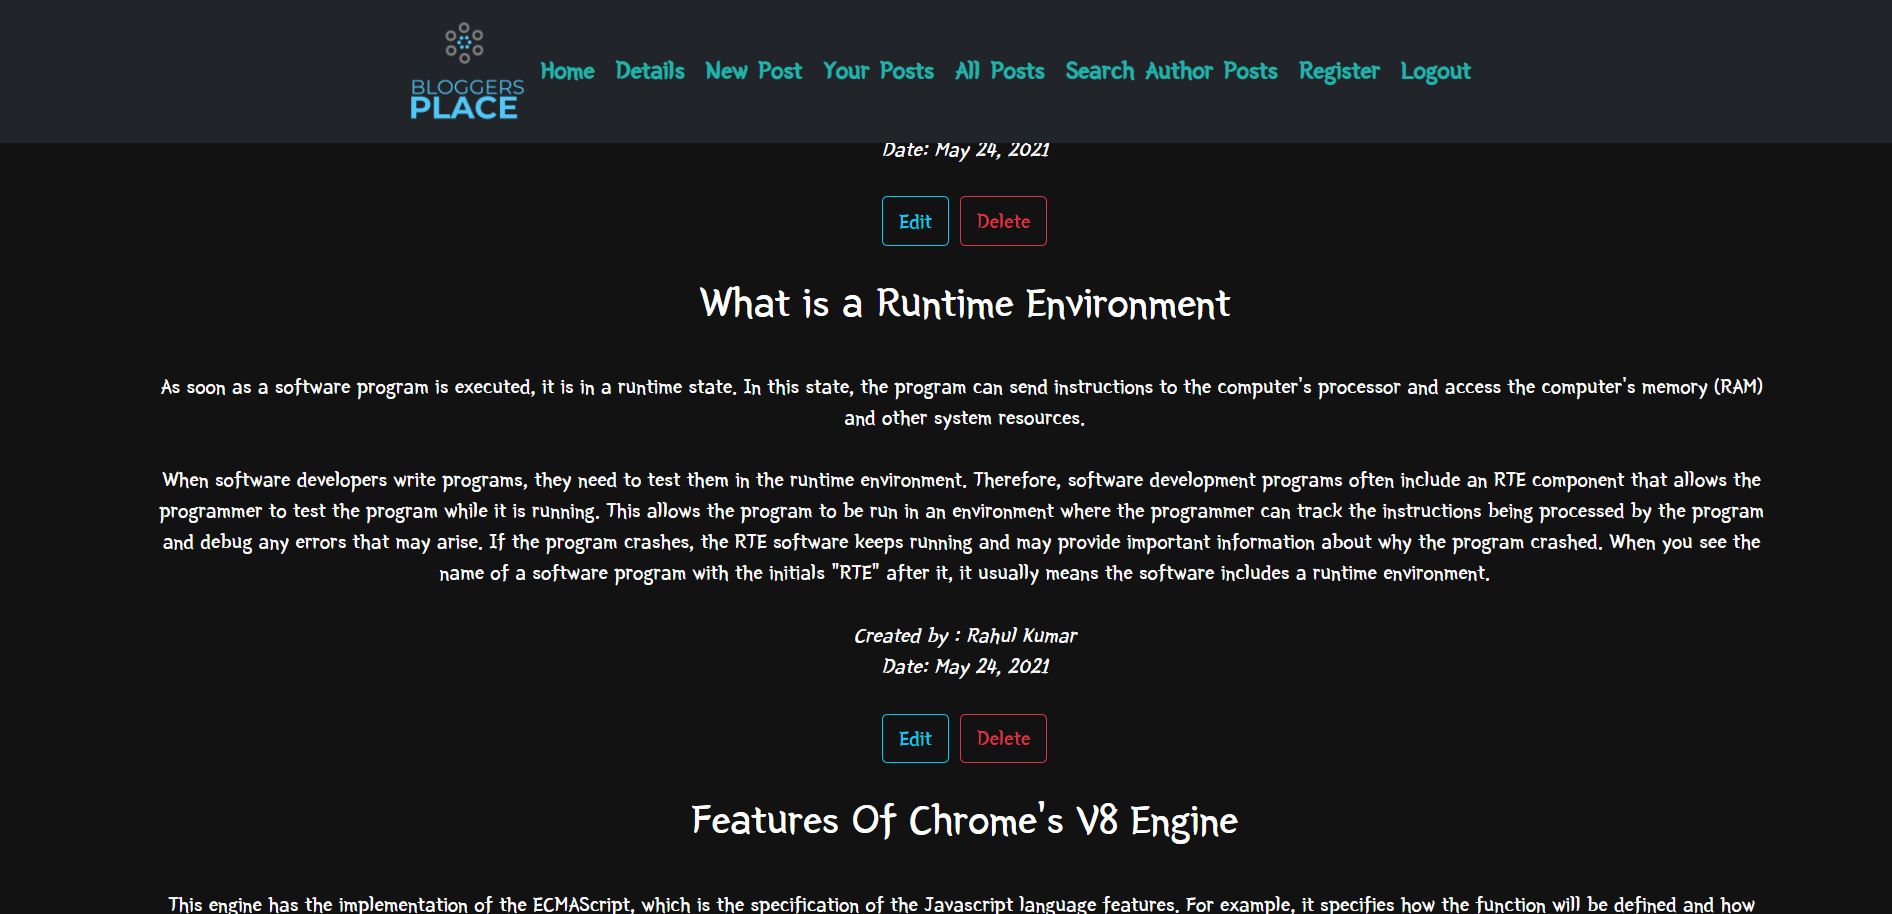 BLOGGERS
PLACE
Home Details New Post Your Posts All Posts Search Author Posts Register Logout
Date: May 24, 2021
Edit Delete
What is a Runtime Environment
As soon as a software program is executed, it is in a runtime state. In this state, the program can send instructions to the computer's processor and access the computer's memory (RAM)
and other system resources.
When software developers write programs, they need to test them in the runtime environment. Therefore, software development programs often include an RTE component that allows the
programmer to test the program while it is running. This allows the program to be run in an environment where the programmer can track the instructions being processed by the program
and debug any errors that may arise. If the program crashes, the RTE software keeps running and may provide important information about why the program crashed. When you see the
name of a software program with the initials "RTE" after it, it usually means the software includes a runtime environment.
Created by : Rahul Kumar
Date: May 24, 2021
Edit Delete
Features Of Chrome's V8 Engine
This engine has the implementation of the ECMAScript, which is the specification of the Javascript language features. For example, it specifies how the function will be defined and how